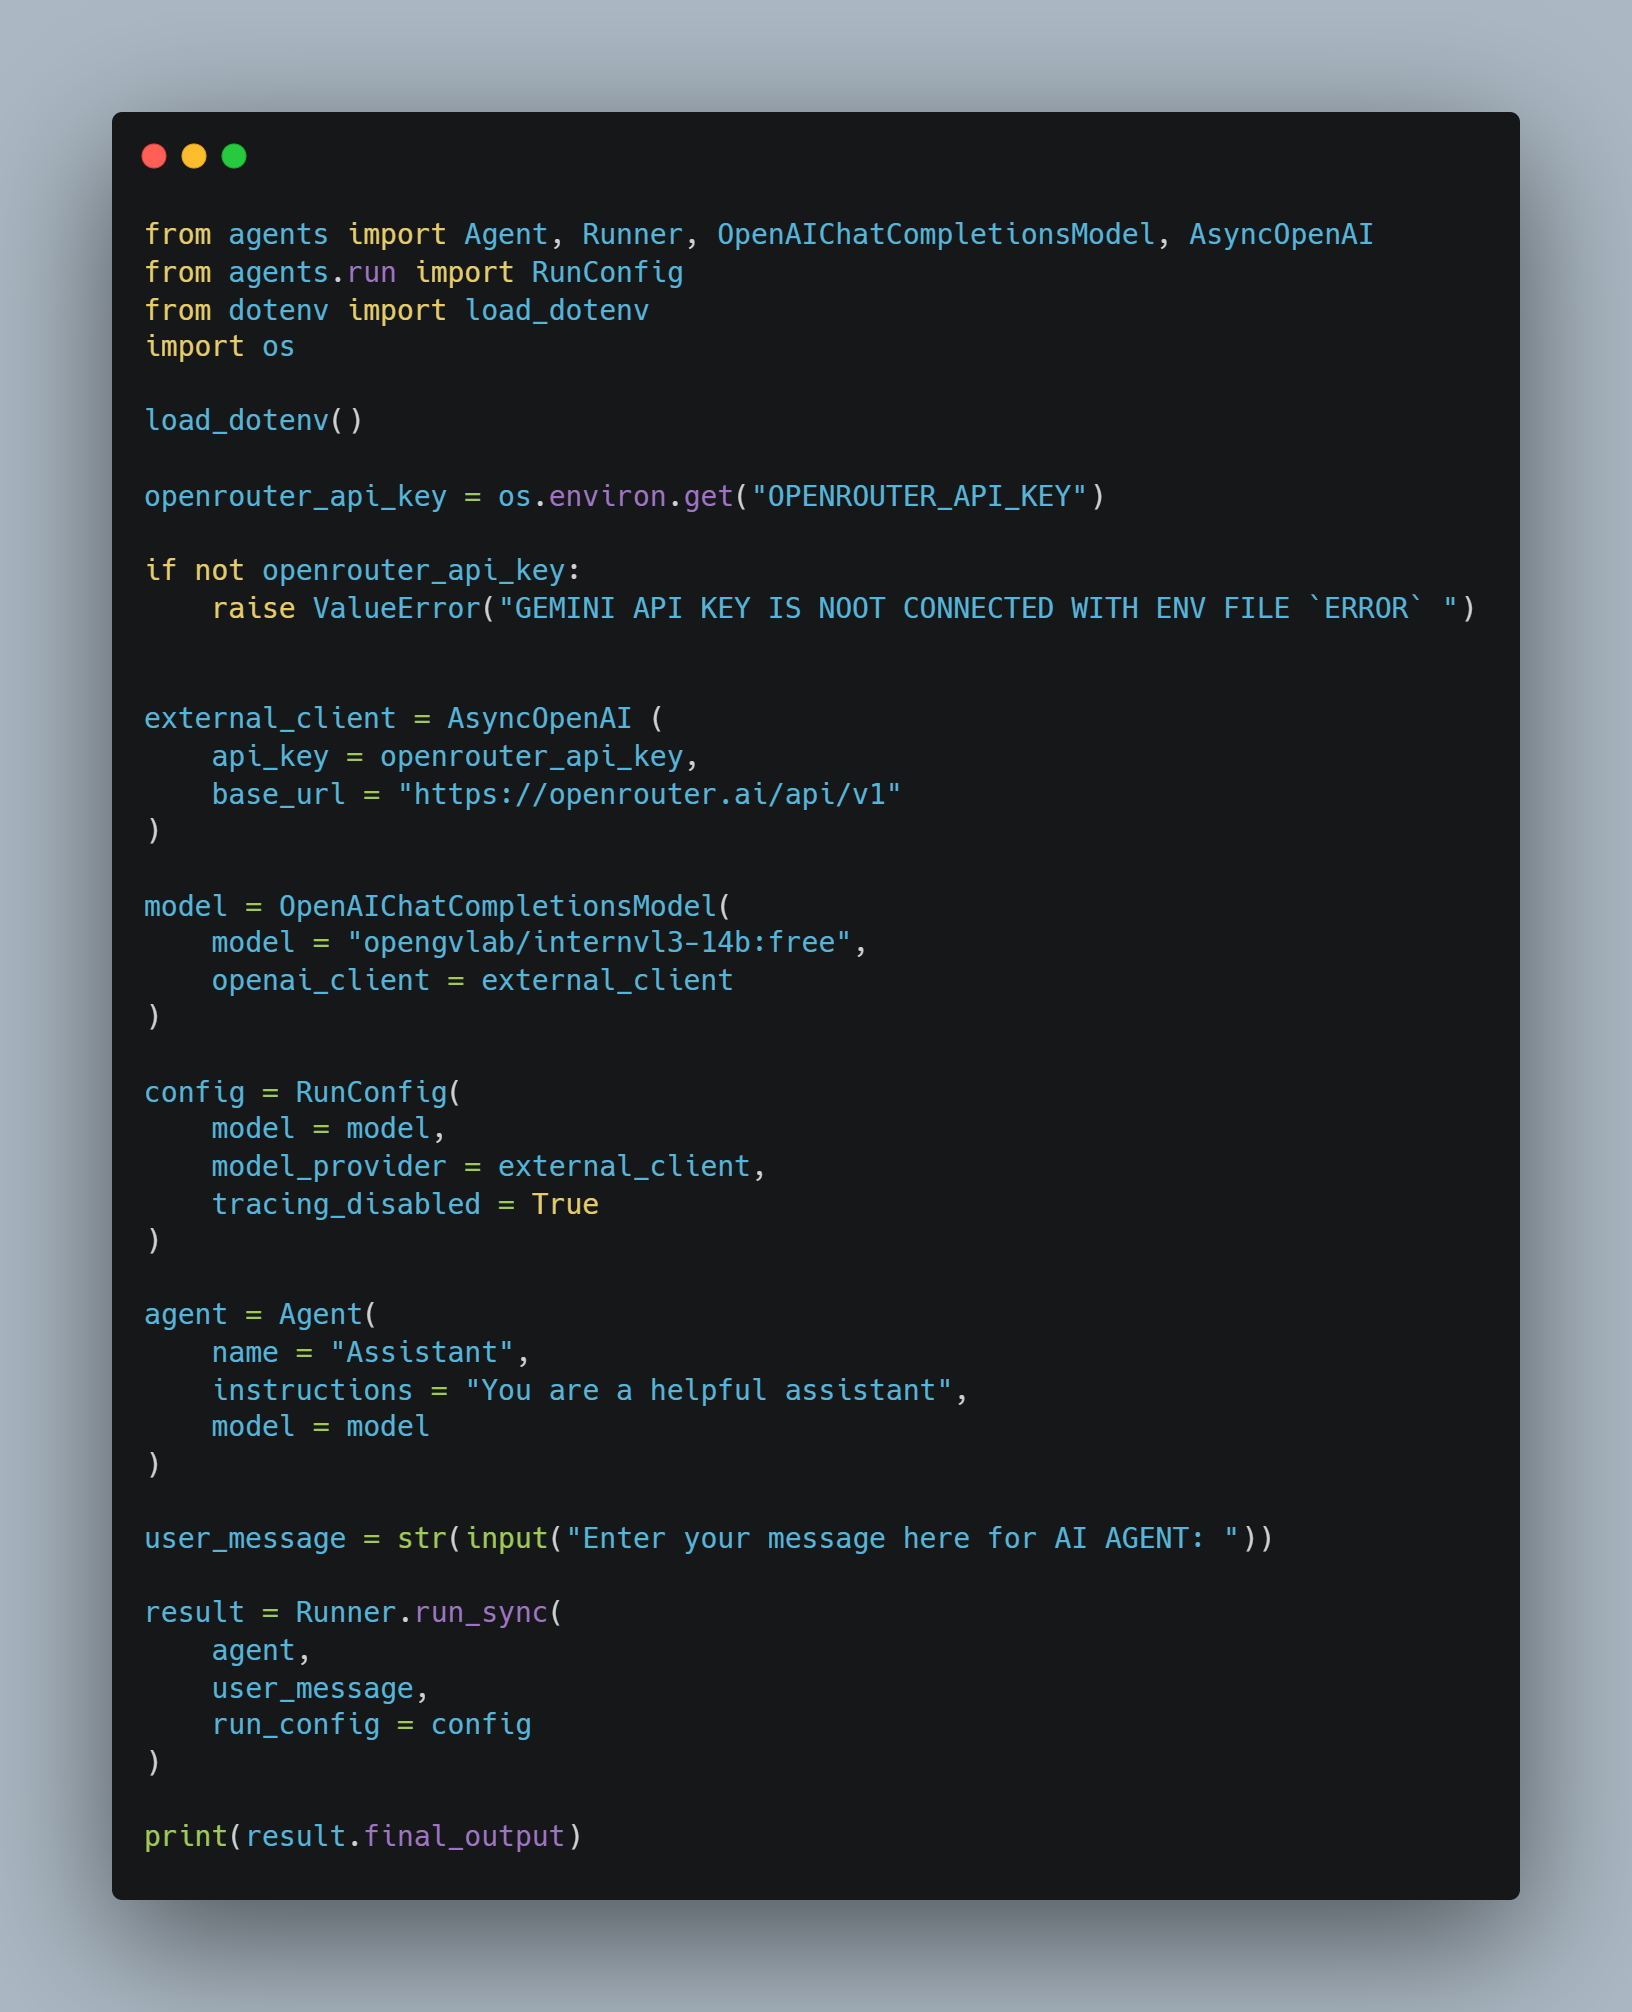 from agents import Agent, Runner, OpenAIChatCompletionsModel, AsyncOpenAI
from agents.run import RunConfig
from dotenv import load_dotenv
import os

load_dotenv()

openrouter_api_key = os.environ.get("OPENROUTER_API_KEY")

if not openrouter_api_key:
    raise ValueError("GEMINI API KEY IS NOOT CONNECTED WITH ENV FILE `ERROR` ")


external_client = AsyncOpenAI (
    api_key = openrouter_api_key,
    base_url = "https://openrouter.ai/api/v1"
)

model = OpenAIChatCompletionsModel(
    model = "opengvlab/internvl3-14b:free",
    openai_client = external_client
)

config = RunConfig(
    model = model,
    model_provider = external_client,
    tracing_disabled = True
)

agent = Agent(
    name = "Assistant",
    instructions = "You are a helpful assistant",
    model = model
)

user_message = str(input("Enter your message here for AI AGENT: "))

result = Runner.run_sync(
    agent,
    user_message,
    run_config = config
)

print(result.final_output)